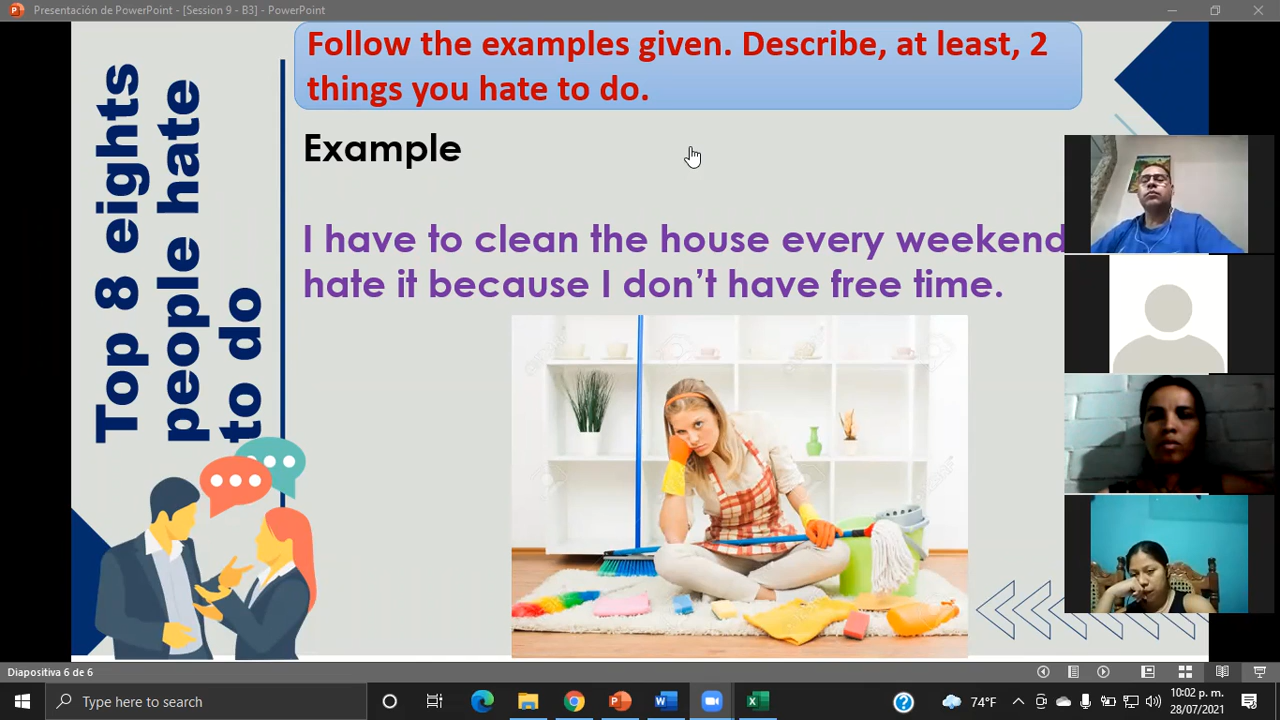 Presentación de PowerPoint - [Session 9 - B3] - PowerPoint
Follow the examples given. Describe, at least, 2
things you hate to do.
Top 8 eights
people hate
to do
Example
I have to clean the house every weekend
hate it because I don't have free time.
Diapositiva 6 de 6
Type here to search
74°F
10:02 p. m.
28/07/2021